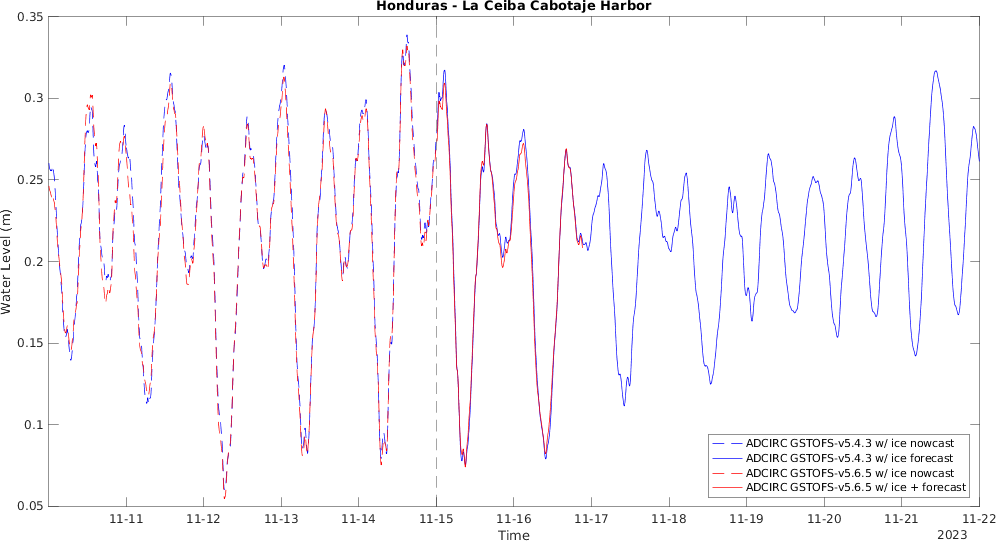 Honduras - La Ceiba Cabotaje Harbor
0.35
0.3
0.25
0.2
0.15
0.1
0.05
Water Level (m)
11-11 11-12 11-13 11-14 11-15 11-16 11-17 11-18 11-19 11-20 11-21 11-22
Time
2023
ADCIRC GSTOFS-v5.4.3 w/ ice nowcast
ADCIRC GSTOFS-v5.4.3 w/ ice forecast
ADCIRC GSTOFS-v5.6.5 w/ ice nowcast
ADCIRC GSTOFS-v5.6.5 w/ ice + forecast